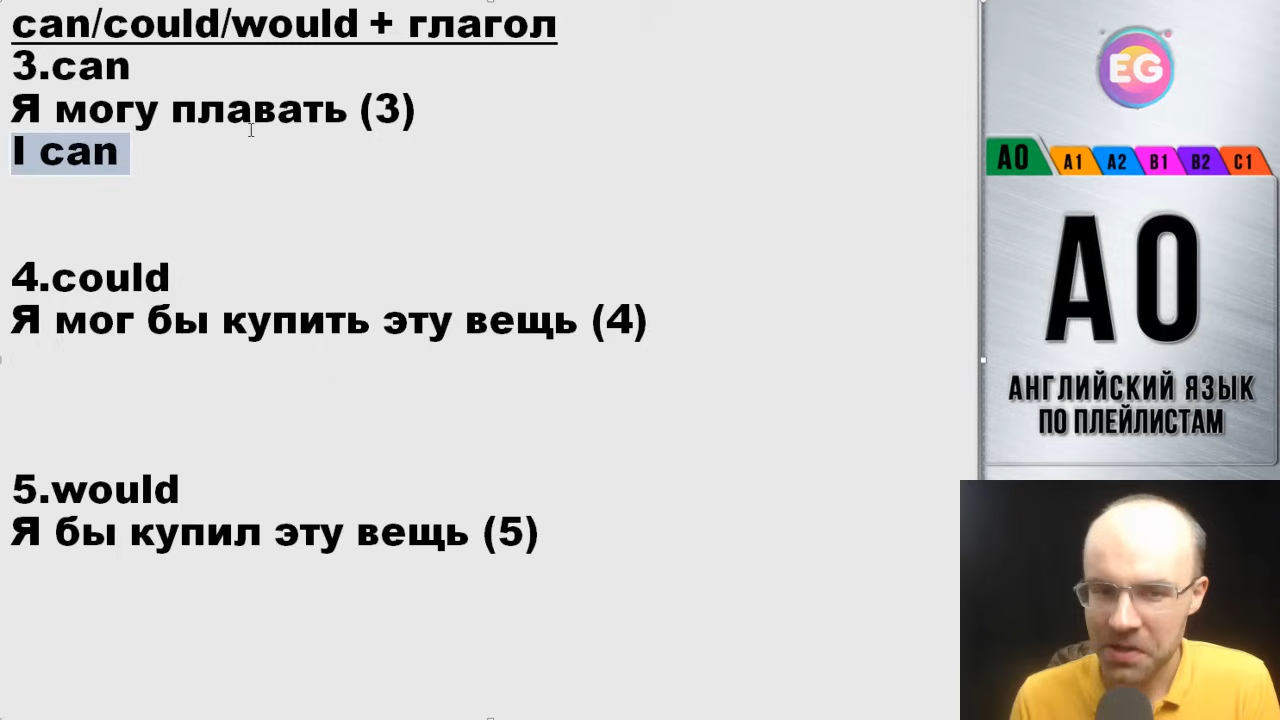 can/could/would + глагол
3.can
Я могу плавать (3)
I can
4.could
Я мог бы купить эту вещь (4)
5.would
Я бы купил эту вещь (5)
EG
A0 A1 A2 B1 B2 C1
A0
АНГЛИЙСКИЙ ЯЗЫК
ПО ПЛЕЙЛИСТАМ